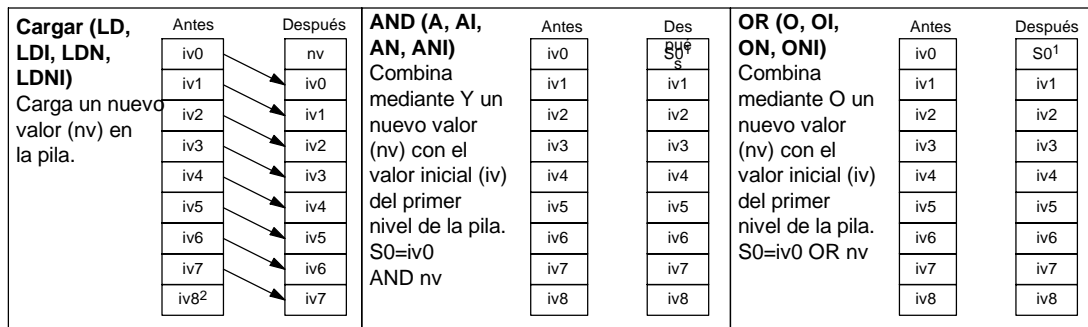 Cargar (LD,
LDI, LDN,
LDNI)
Carga un nuevo
valor (nv) en
la pila.
Antes
iv0
iv1
iv2
iv3
iv4
iv5
iv6
iv7
iv8²
Después
nv
iv0
iv1
iv2
iv3
iv4
iv5
iv6
iv7
AND (A, AI,
AN, ANI)
Combina
mediante Y un
nuevo valor
(nv) con el
valor inicial (iv)
del primer
nivel de la pila.
S0=iv0
AND nv
Antes
iv0
iv1
iv2
iv3
iv4
iv5
iv6
iv7
iv8
Des
pué
s
S0¹
iv1
iv2
iv3
iv4
iv5
iv6
iv7
iv8
OR (O, OI,
ON, ONI)
Combina
mediante O un
nuevo valor
(nv) con el
valor inicial (iv)
del primer
nivel de la pila.
S0=iv0 OR nv
Antes
iv0
iv1
iv2
iv3
iv4
iv5
iv6
iv7
iv8
Después
S0¹
iv1
iv2
iv3
iv4
iv5
iv6
iv7
iv8